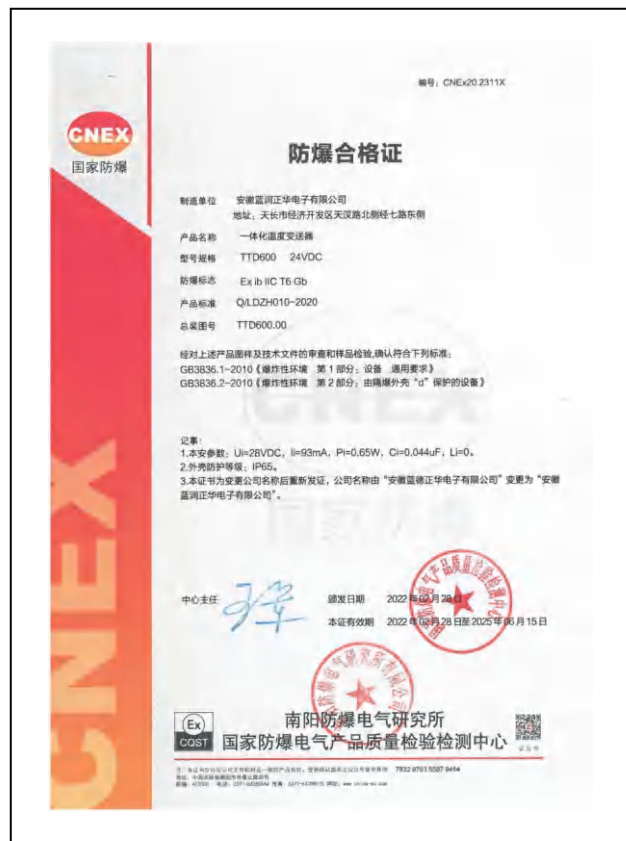 编号：CNEx20.2311X
CNEX
国家防爆
防爆合格证
制造单位 安徽蓝润正华电子有限公司
地址：天长市经济开发区天汉路北侧经七路东侧
产品名称 一体化温度变送器
型号规格 TTD600 24VDC
防爆标志 Ex ib IIC T6 Gb
产品标准 Q/LDZH010-2020
总装图号 TTD600.00
经对上述产品图样及技术文件的审查和样品检验,确认符合下列标准：
GB3836.1-2010《爆炸性环境 第1部分：设备 通用要求》
GB3836.2-2010《爆炸性环境 第2部分：由隔爆外壳“d”保护的设备》
记事：
1.本安参数：Ui=28VDC，Ii=93mA，Pi=0.65W，Ci=0.044uF，Li=0。
2.外壳防护等级：IP65。
3.本证书为变更公司名称后重新发证，公司名称由“安徽蓝德正华电子有限公司”变更为“安徽
蓝润正华电子有限公司”。
中心主任
颁发日期 2022年02月28日
本证有效期 2022年02月28日至2025年06月15日
CNEX
Ex
CQST
南阳防爆电气研究所
国家防爆电气产品质量检验检测中心